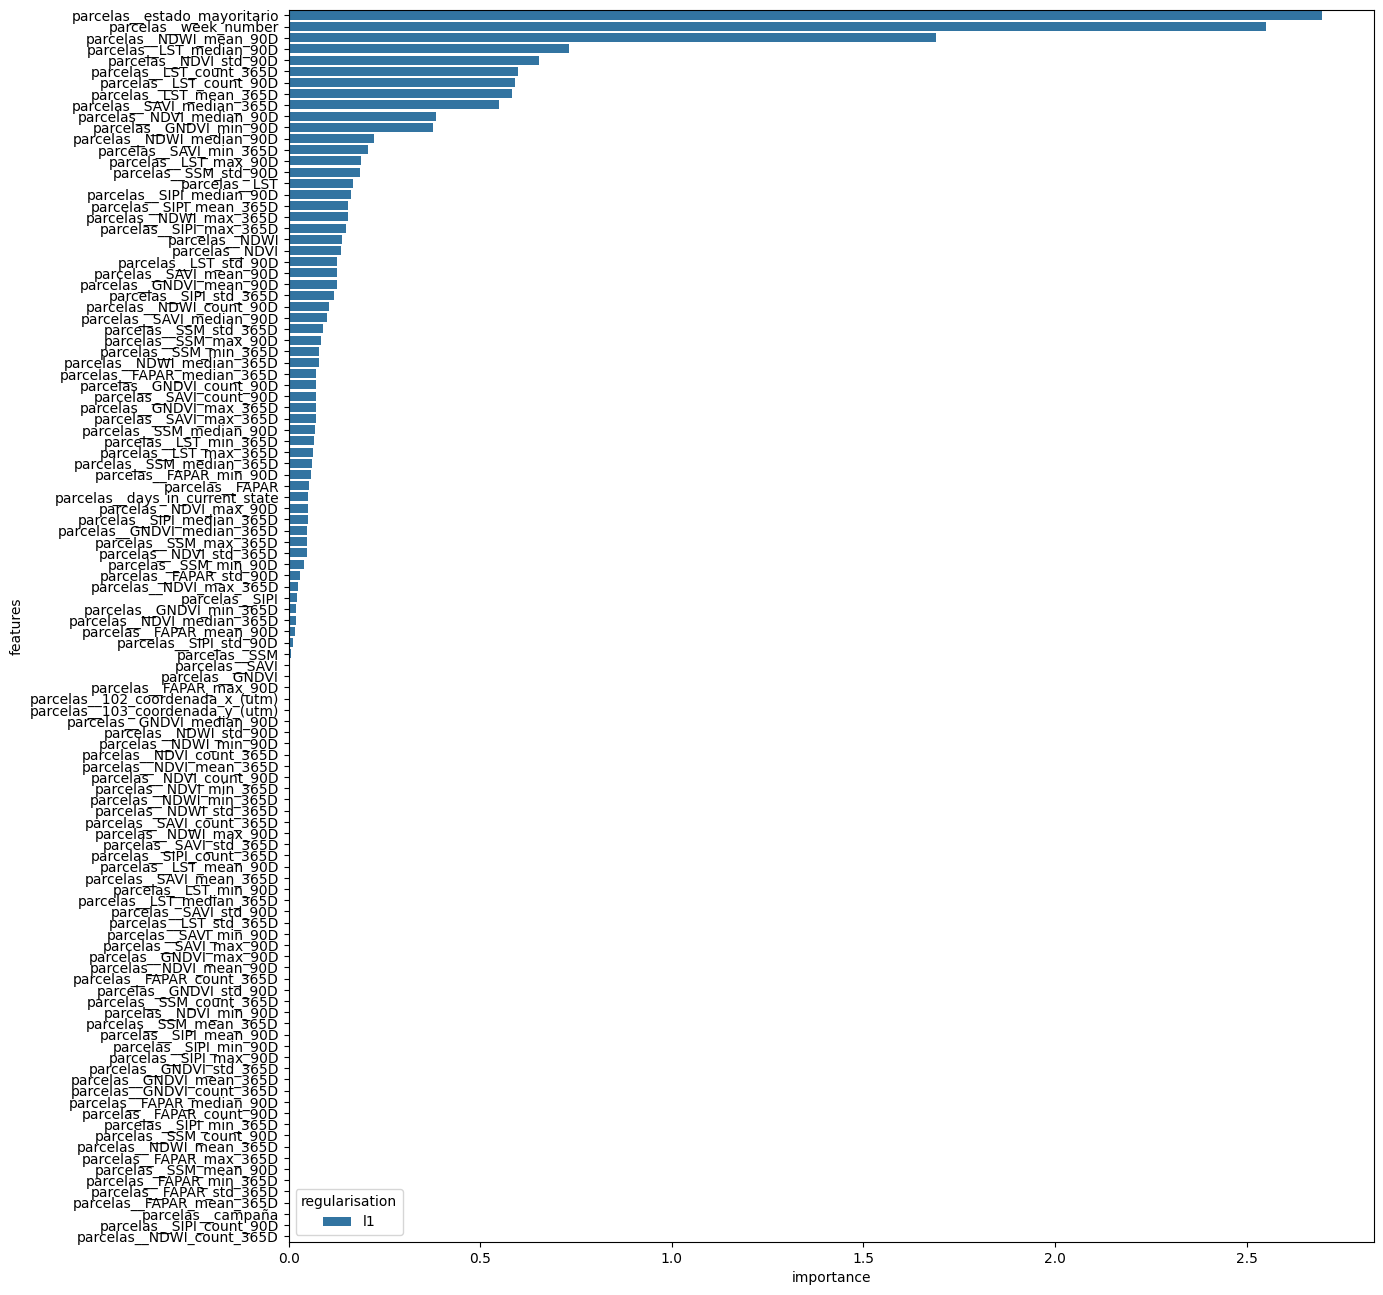 parcelas__estado_mayoritario
parcelas__week_number
parcelas__NDWI_mean_90D
parcelas__LST_median_90D
parcelas__NDVI_std_90D
parcelas__LST_count_365D
parcelas__LST_count_90D
parcelas__LST_mean_365D
parcelas__SAVI_median_365D
parcelas__NDVI_median_90D
parcelas__GNDVI_min_90D
parcelas__NDWI_median_90D
parcelas__SAVI_min_365D
parcelas__LST_max_90D
parcelas__SSM_std_90D
parcelas__LST
parcelas__SIPI_median_90D
parcelas__SIPI_mean_365D
parcelas__NDWI_max_365D
parcelas__SIPI_max_365D
parcelas__NDWI
parcelas__NDVI
parcelas__LST_std_90D
parcelas__SAVI_mean_90D
parcelas__GNDVI_mean_90D
parcelas__SIPI_std_365D
parcelas__NDWI_count_90D
parcelas__SAVI_median_90D
parcelas__SSM_std_365D
parcelas__SSM_max_90D
parcelas__SSM_min_365D
parcelas__NDWI_median_365D
parcelas__FAPAR_median_365D
parcelas__GNDVI_count_90D
parcelas__SAVI_count_90D
parcelas__GNDVI_max_365D
parcelas__SAVI_max_365D
parcelas__SSM_median_90D
parcelas__LST_min_365D
parcelas__LST_max_365D
parcelas__SSM_median_365D
parcelas__FAPAR_min_90D
parcelas__FAPAR
parcelas__days_in_current_state
parcelas__NDVI_max_90D
parcelas__SIPI_median_365D
parcelas__GNDVI_median_365D
parcelas__SSM_max_365D
parcelas__NDVI_std_365D
parcelas__SSM_min_90D
parcelas__FAPAR_std_90D
parcelas__NDVI_max_365D
parcelas__SIPI
parcelas__GNDVI_min_365D
parcelas__NDVI_median_365D
parcelas__FAPAR_mean_90D
parcelas__SIPI_std_90D
parcelas__SSM
parcelas__SAVI
parcelas__GNDVI
parcelas__FAPAR_max_90D
parcelas__102_coordenada_x_(utm)
parcelas__103_coordenada_y_(utm)
parcelas__GNDVI_median_90D
parcelas__NDWI_std_90D
parcelas__NDWI_min_90D
parcelas__NDVI_count_365D
parcelas__NDVI_mean_365D
parcelas__NDVI_count_90D
parcelas__NDVI_min_365D
parcelas__NDWI_min_365D
parcelas__NDWI_std_365D
parcelas__SAVI_count_365D
parcelas__NDWI_max_90D
parcelas__SAVI_std_365D
parcelas__SIPI_count_365D
parcelas__LST_mean_90D
parcelas__SAVI_mean_365D
parcelas__LST_min_90D
parcelas__LST_median_365D
parcelas__SAVI_std_90D
parcelas__LST_std_365D
parcelas__SAVI_min_90D
parcelas__SAVI_max_90D
parcelas__GNDVI_max_90D
parcelas__NDVI_mean_90D
parcelas__FAPAR_count_365D
parcelas__GNDVI_std_90D
parcelas__SSM_count_365D
parcelas__NDVI_min_90D
parcelas__SSM_mean_365D
parcelas__SIPI_mean_90D
parcelas__SIPI_min_90D
parcelas__SIPI_max_90D
parcelas__GNDVI_std_365D
parcelas__GNDVI_mean_365D
parcelas__GNDVI_count_365D
parcelas__FAPAR_median_90D
parcelas__FAPAR_count_90D
parcelas__SIPI_min_365D
parcelas__SSM_count_90D
parcelas__NDWI_mean_365D
parcelas__FAPAR_max_365D
parcelas__SSM_mean_90D
parcelas__FAPAR_min_365D
parcelas__FAPAR_std_365D
parcelas__FAPAR_mean_365D
parcelas__campaña
parcelas__SIPI_count_90D
parcelas__NDWI_count_365D
features
regularisation
l1
0.0 0.5 1.0 1.5 2.0 2.5
importance